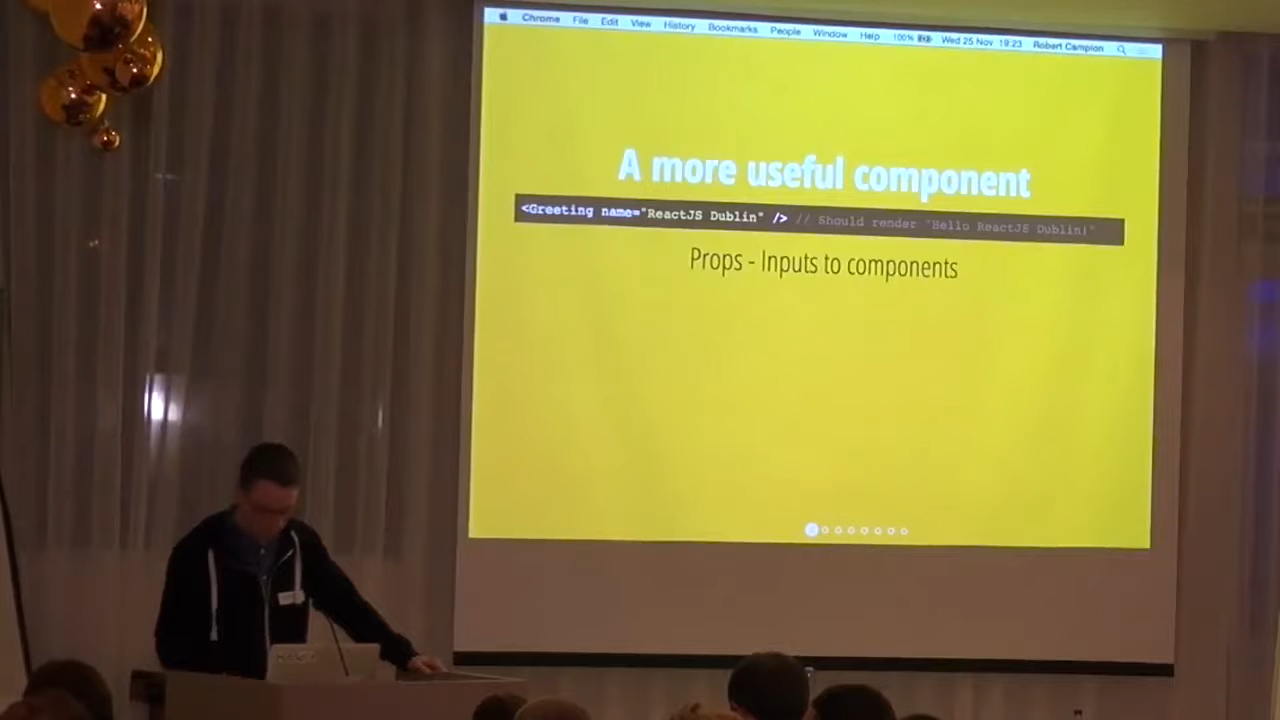 Chrome File Edit View History Bookmarks People Window Help 100% Wed 25 Nov 19:23 Robert Campion
A more useful component
<Greeting name="ReactJS Dublin" /> // Should render "Hello ReactJS Dublin!"
Props - Inputs to components